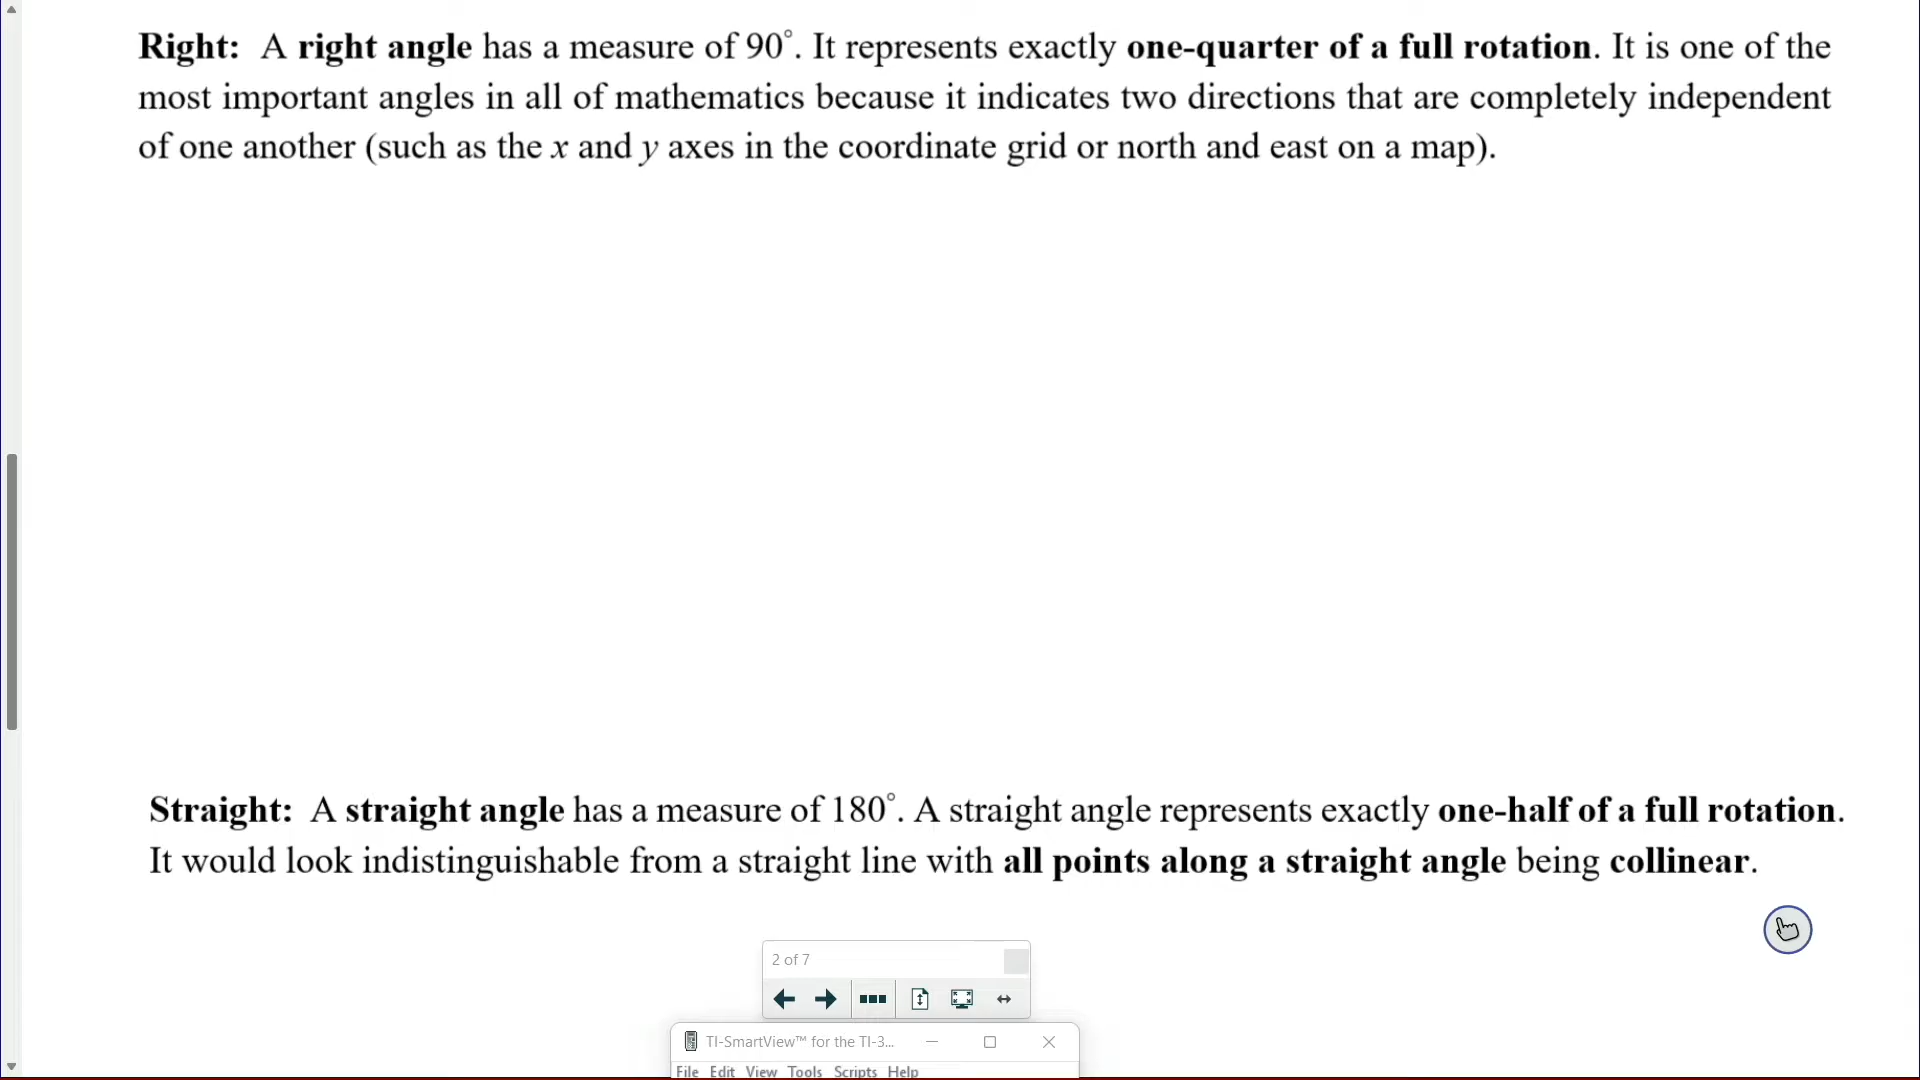 Right: A right angle has a measure of 90°. It represents exactly one-quarter of a full rotation. It is one of the
most important angles in all of mathematics because it indicates two directions that are completely independent
of one another (such as the x and y axes in the coordinate grid or north and east on a map).
Straight: A straight angle has a measure of 180°. A straight angle represents exactly one-half of a full rotation.
It would look indistinguishable from a straight line with all points along a straight angle being collinear.
2 of 7
TI-SmartView™ for the TI-3...
File Edit View Tools Scripts Help